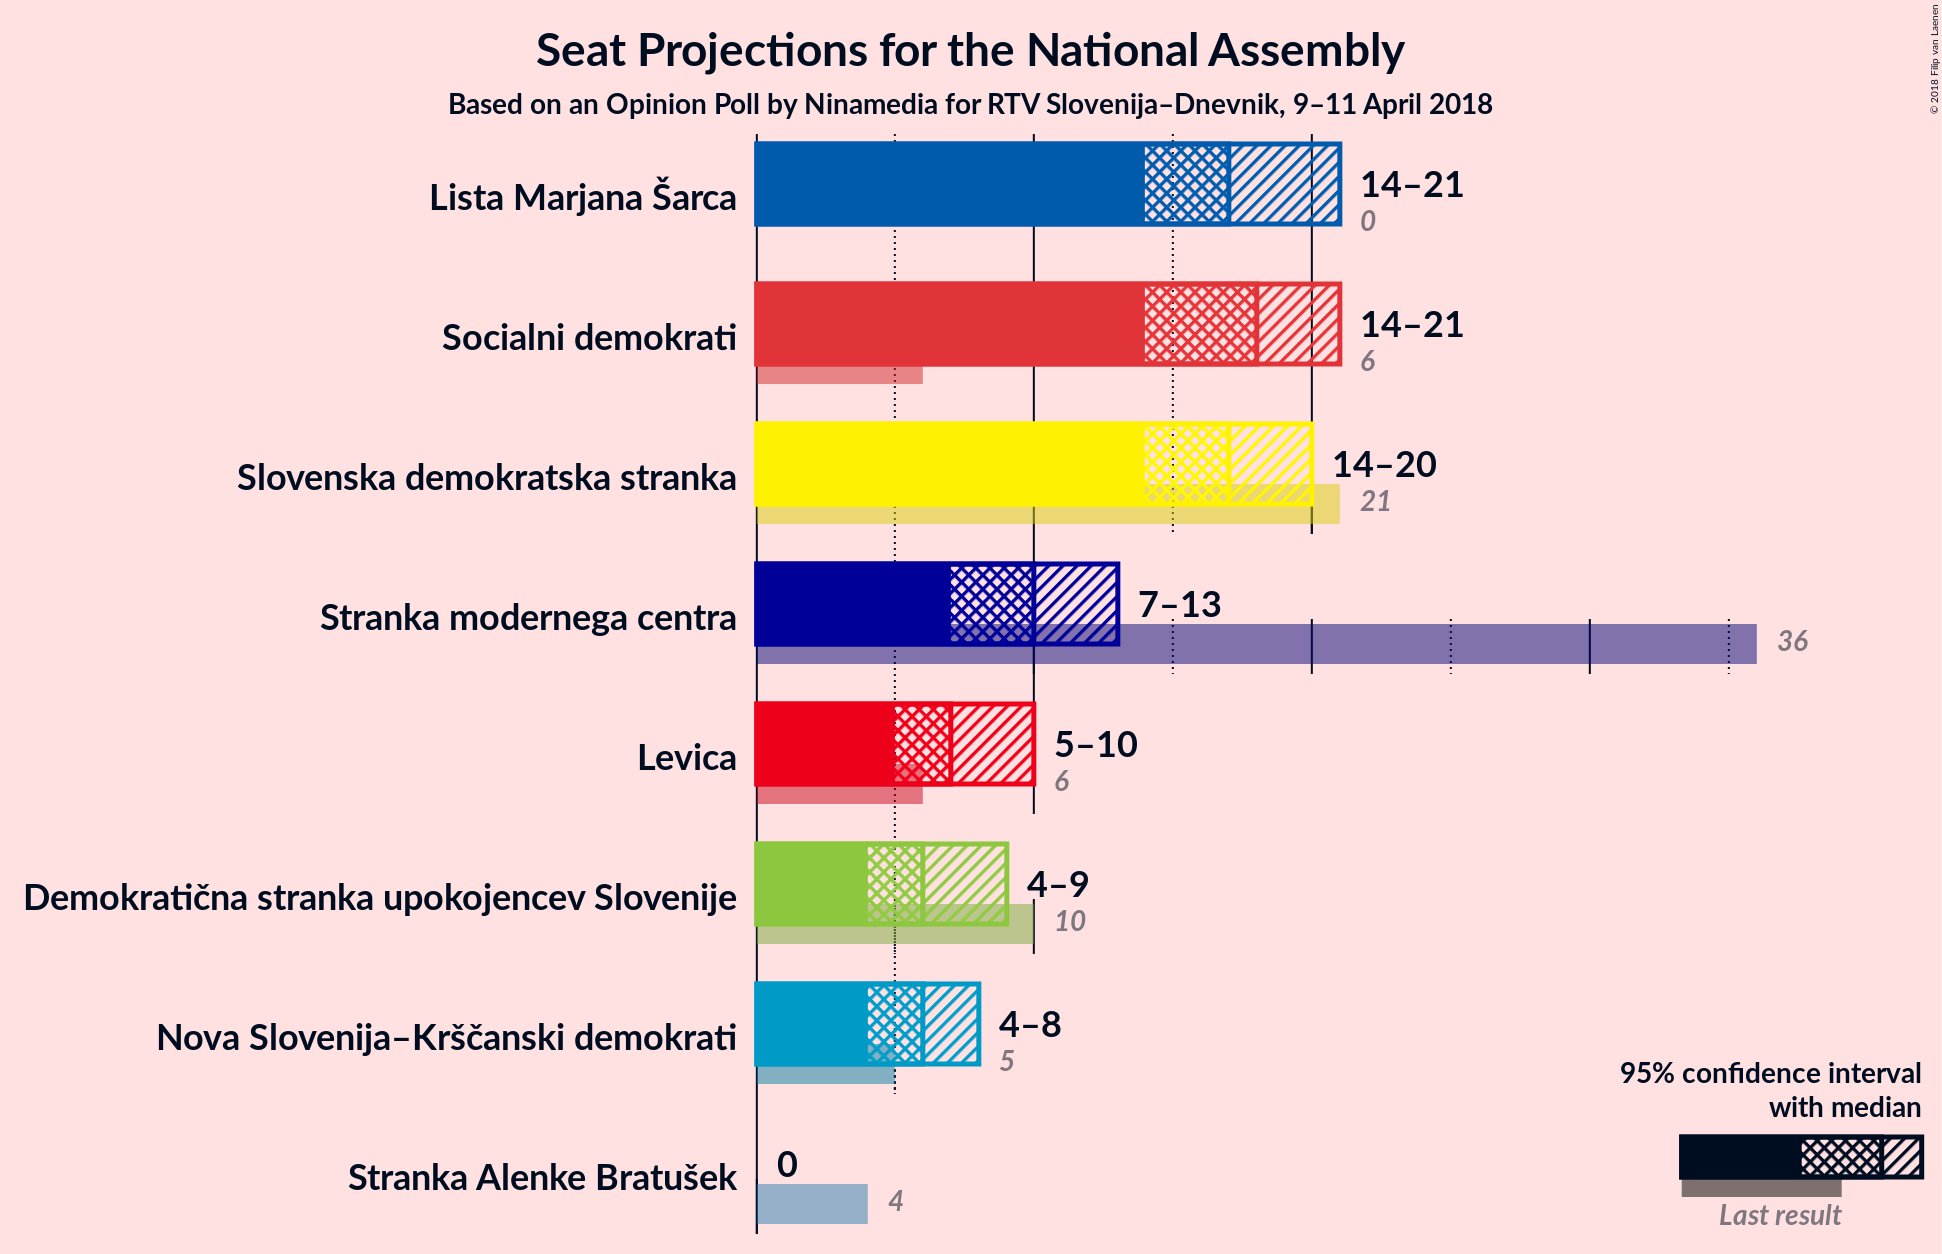 Seat Projections for the National Assembly
Based on an Opinion Poll by Ninamedia for RTV Slovenija–Dnevnik, 9–11 April 2018
© 2018 Filip van Laenen
Lista Marjana Šarca
14–21
0
Socialni demokrati
14–21
6
Slovenska demokratska stranka
14–20
21
Stranka modernega centra
7–13
36
Levica
5–10
6
Demokratična stranka upokojencev Slovenije
4–9
10
Nova Slovenija–Krščanski demokrati
4–8
5
Stranka Alenke Bratušek
0
4
95% confidence interval
with median
Last result